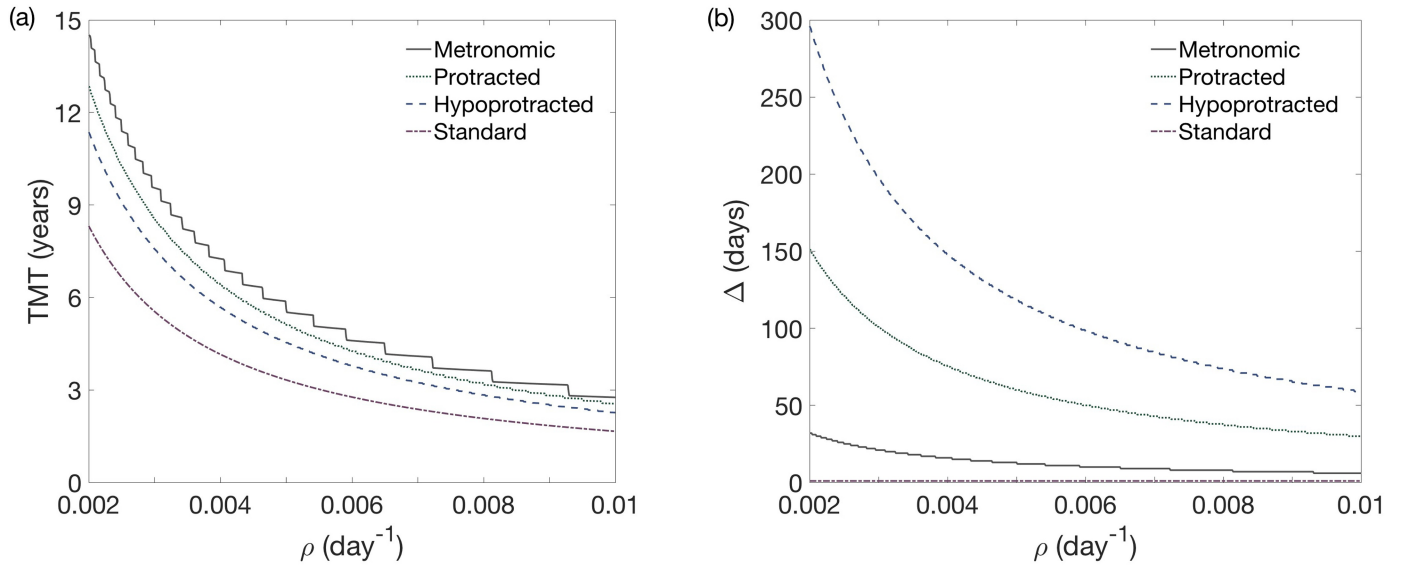 (a)
15
12
9
6
3
0
TMT (years)
Metronomic
Protracted
Hypoprotracted
Standard
0.002
0.004
0.006
0.008
0.01
ρ (day⁻¹)
(b)
300
250
200
150
100
50
0
Δ (days)
Metronomic
Protracted
Hypoprotracted
Standard
0.002
0.004
0.006
0.008
0.01
ρ (day⁻¹)